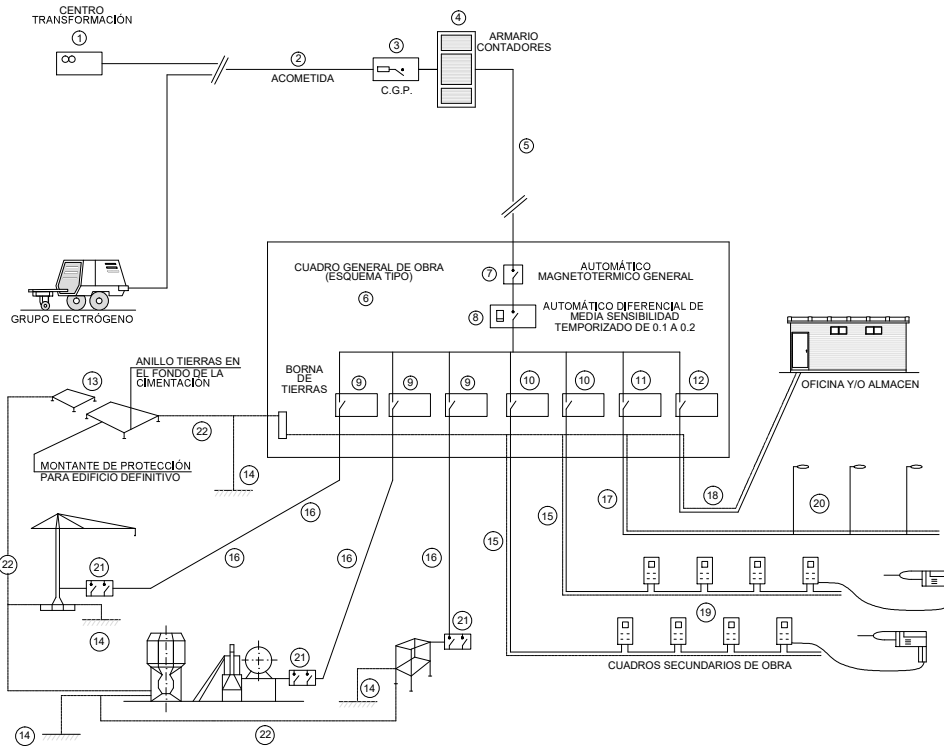 CENTRO
TRANSFORMACIÓN
1
2
ACOMETIDA
3
C.G.P.
4
ARMARIO
CONTADORES
5
GRUPO ELECTRÓGENO
CUADRO GENERAL DE OBRA
(ESQUEMA TIPO)
6
7
AUTOMÁTICO
MAGNETOTERMICO GENERAL
8
AUTOMÁTICO DIFERENCIAL DE
MEDIA SENSIBILIDAD
TEMPORIZADO DE 0.1 A 0.2
BORNA
DE
TIERRAS
9
9
9
10
10
11
12
OFICINA Y/O ALMACEN
13
ANILLO TIERRAS EN
EL FONDO DE LA
CIMENTACIÓN
22
14
MONTANTE DE PROTECCIÓN
PARA EDIFICIO DEFINITIVO
16
16
16
16
15
15
17
18
20
22
21
14
21
21
14
14
22
19
CUADROS SECUNDARIOS DE OBRA